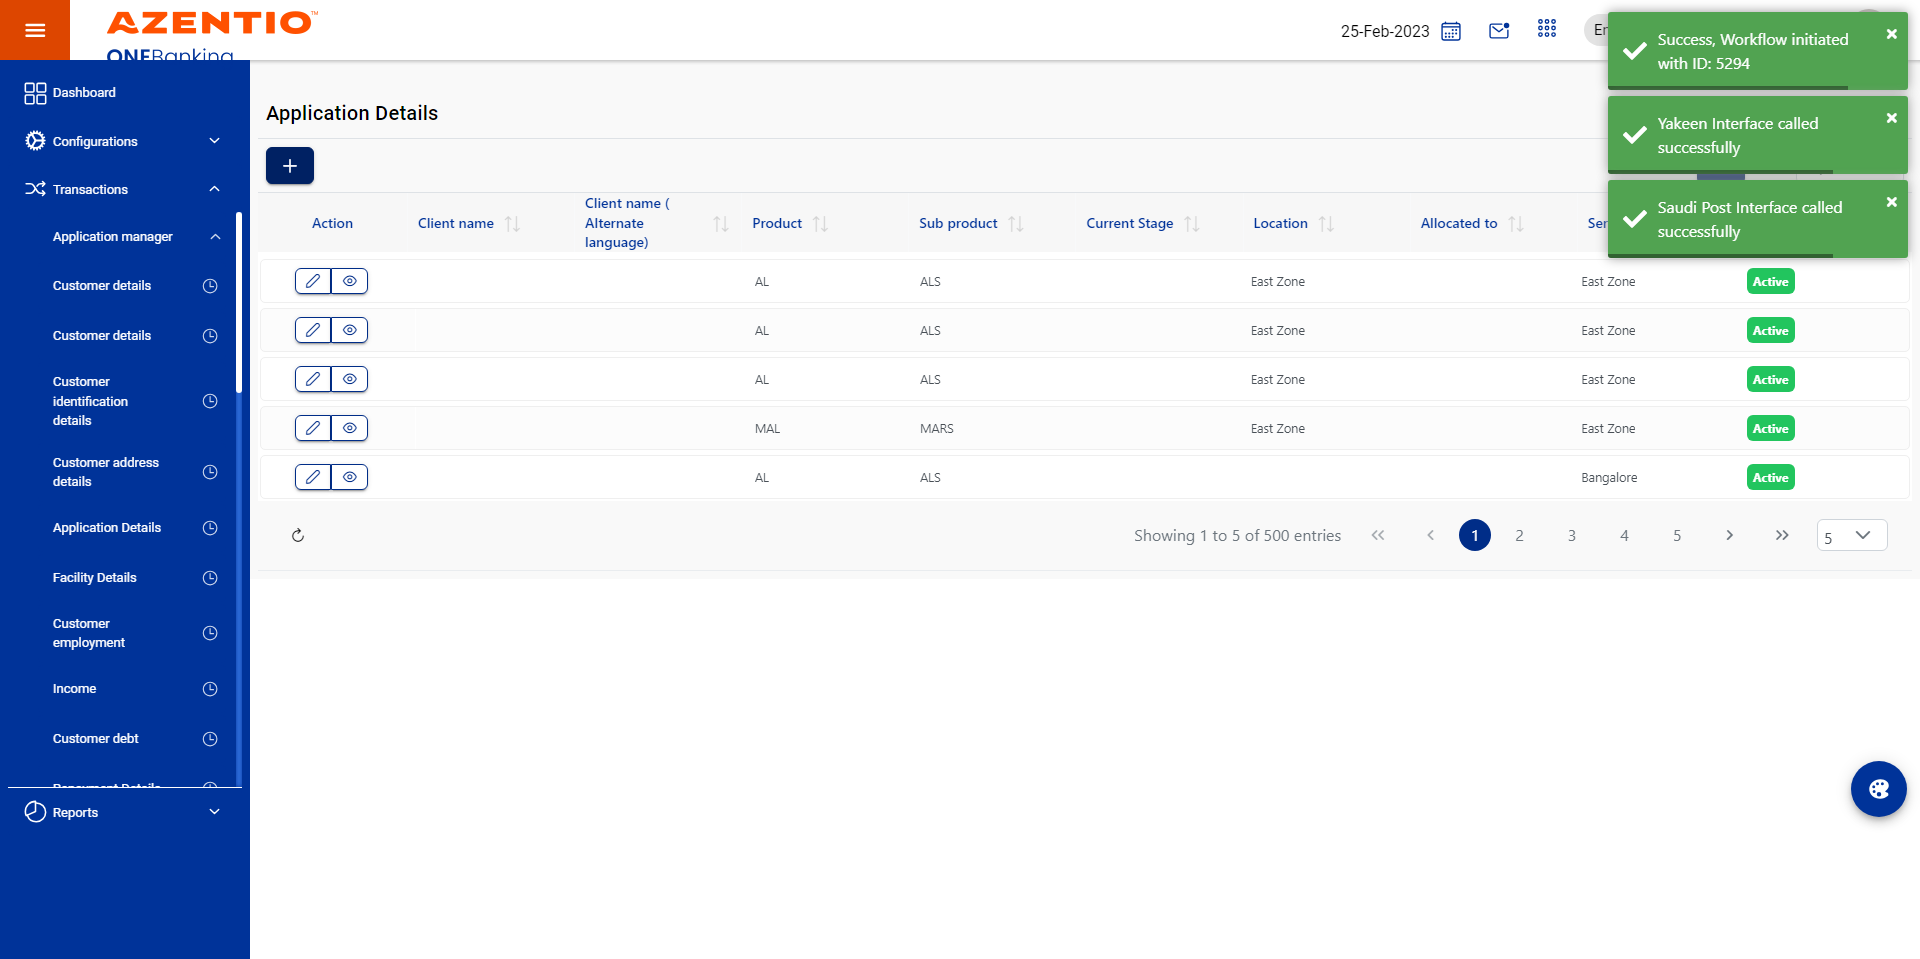 AZENTIO™
ONEBanking
25-Feb-2023
Success, Workflow initiated
with ID: 5294
Yakeen Interface called
successfully
Saudi Post Interface called
successfully
Dashboard
Configurations
Transactions
Application manager
Customer details
Customer details
Customer
identification
details
Customer address
details
Application Details
Facility Details
Customer
employment
Income
Customer debt
Repayment Details
Reports
Application Details
+
Action
Client name
Client name (
Alternate
language)
Product
Sub product
Current Stage
Location
Allocated to
AL ALS East Zone East Zone Active
AL ALS East Zone East Zone Active
AL ALS East Zone East Zone Active
MAL MARS East Zone East Zone Active
AL ALS Bangalore Active
Showing 1 to 5 of 500 entries
1 2 3 4 5
5